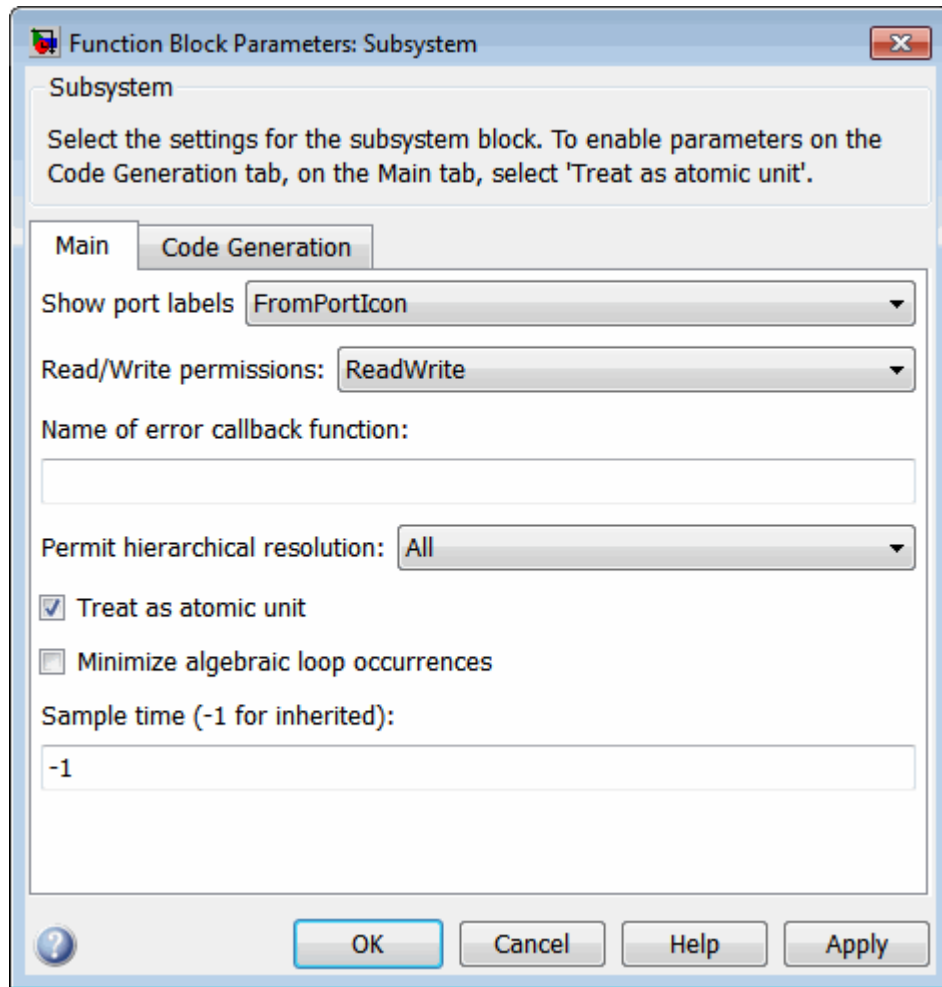 Function Block Parameters: Subsystem
Subsystem
Select the settings for the subsystem block. To enable parameters on the
Code Generation tab, on the Main tab, select 'Treat as atomic unit'.
Main Code Generation
Show port labels FromPortIcon
Read/Write permissions: ReadWrite
Name of error callback function:
Permit hierarchical resolution: All
Treat as atomic unit
Minimize algebraic loop occurrences
Sample time (-1 for inherited):
-1
? OK Cancel Help Apply